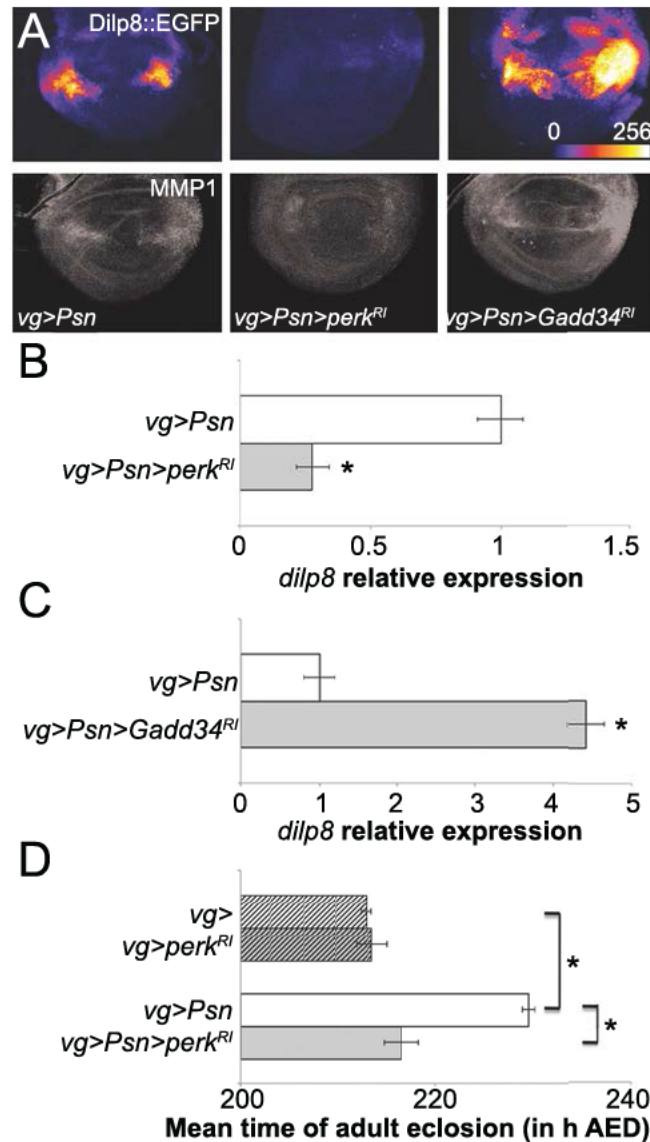 A
Dilp8::EGFP
0 256
MMP1
vg>Psn
vg>Psn>perk^RI
vg>Psn>Gadd34^RI
B
vg>Psn
vg>Psn>perk^RI
*
0 0.5 1 1.5
dilp8 relative expression
C
vg>Psn
vg>Psn>Gadd34^RI
*
0 1 2 3 4 5
dilp8 relative expression
D
vg>
vg>perk^RI
*
vg>Psn
vg>Psn>perk^RI
*
200 220 240
Mean time of adult eclosion (in h AED)